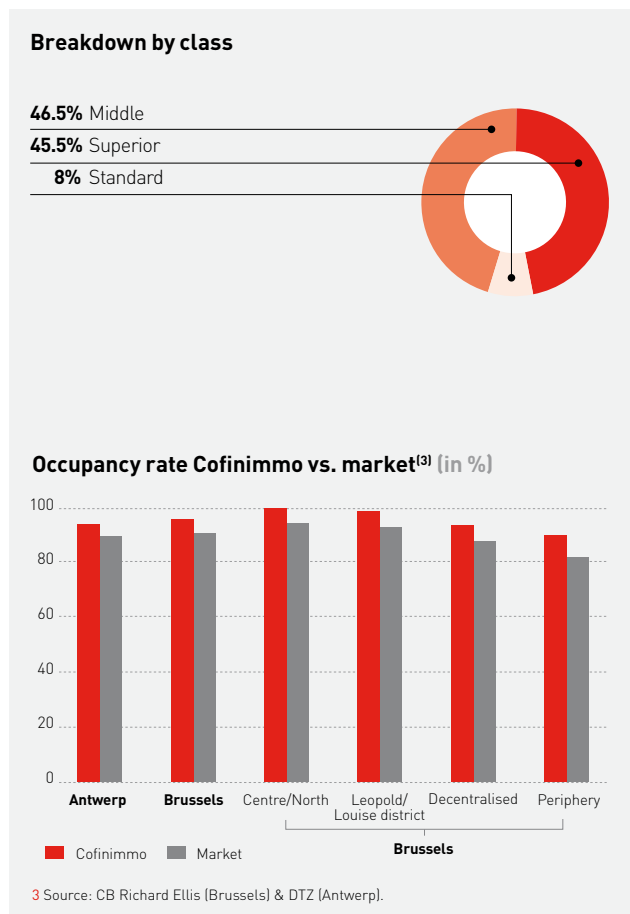 Breakdown by class
46.5% Middle
45.5% Superior
8% Standard
Occupancy rate Cofinimmo vs. market(3) (in %)
100
80
60
40
20
0
Antwerp Brussels Centre/North Leopold/ Decentralised Periphery
Louise district
Brussels
Cofinimmo Market
3 Source: CB Richard Ellis (Brussels) & DTZ (Antwerp).